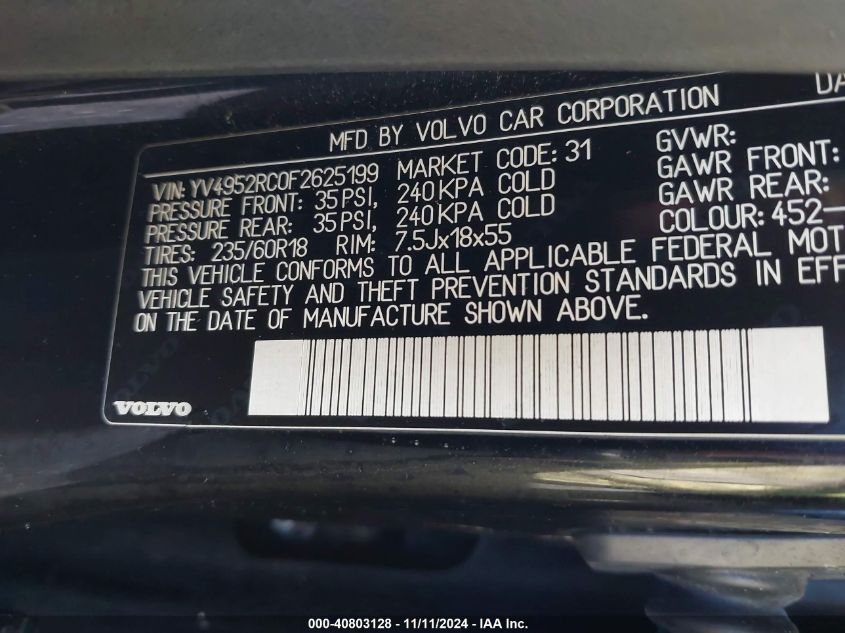 MFD BY VOLVO CAR CORPORATION DA
VIN: YV4952RC0F2625199 MARKET CODE: 31 GVWR:
PRESSURE FRONT: 35PSI, 240KPA COLD GAWR FRONT:
PRESSURE REAR: 35PSI, 240KPA COLD GAWR REAR:
TIRES: 235/60R18 RIM: 7.5Jx18x55 COLOUR: 452–
THIS VEHICLE CONFORMS TO ALL APPLICABLE FEDERAL MOT
VEHICLE SAFETY AND THEFT PREVENTION STANDARDS IN EFF
ON THE DATE OF MANUFACTURE SHOWN ABOVE.
VOLVO
000-40803128 - 11/11/2024 - IAA Inc.